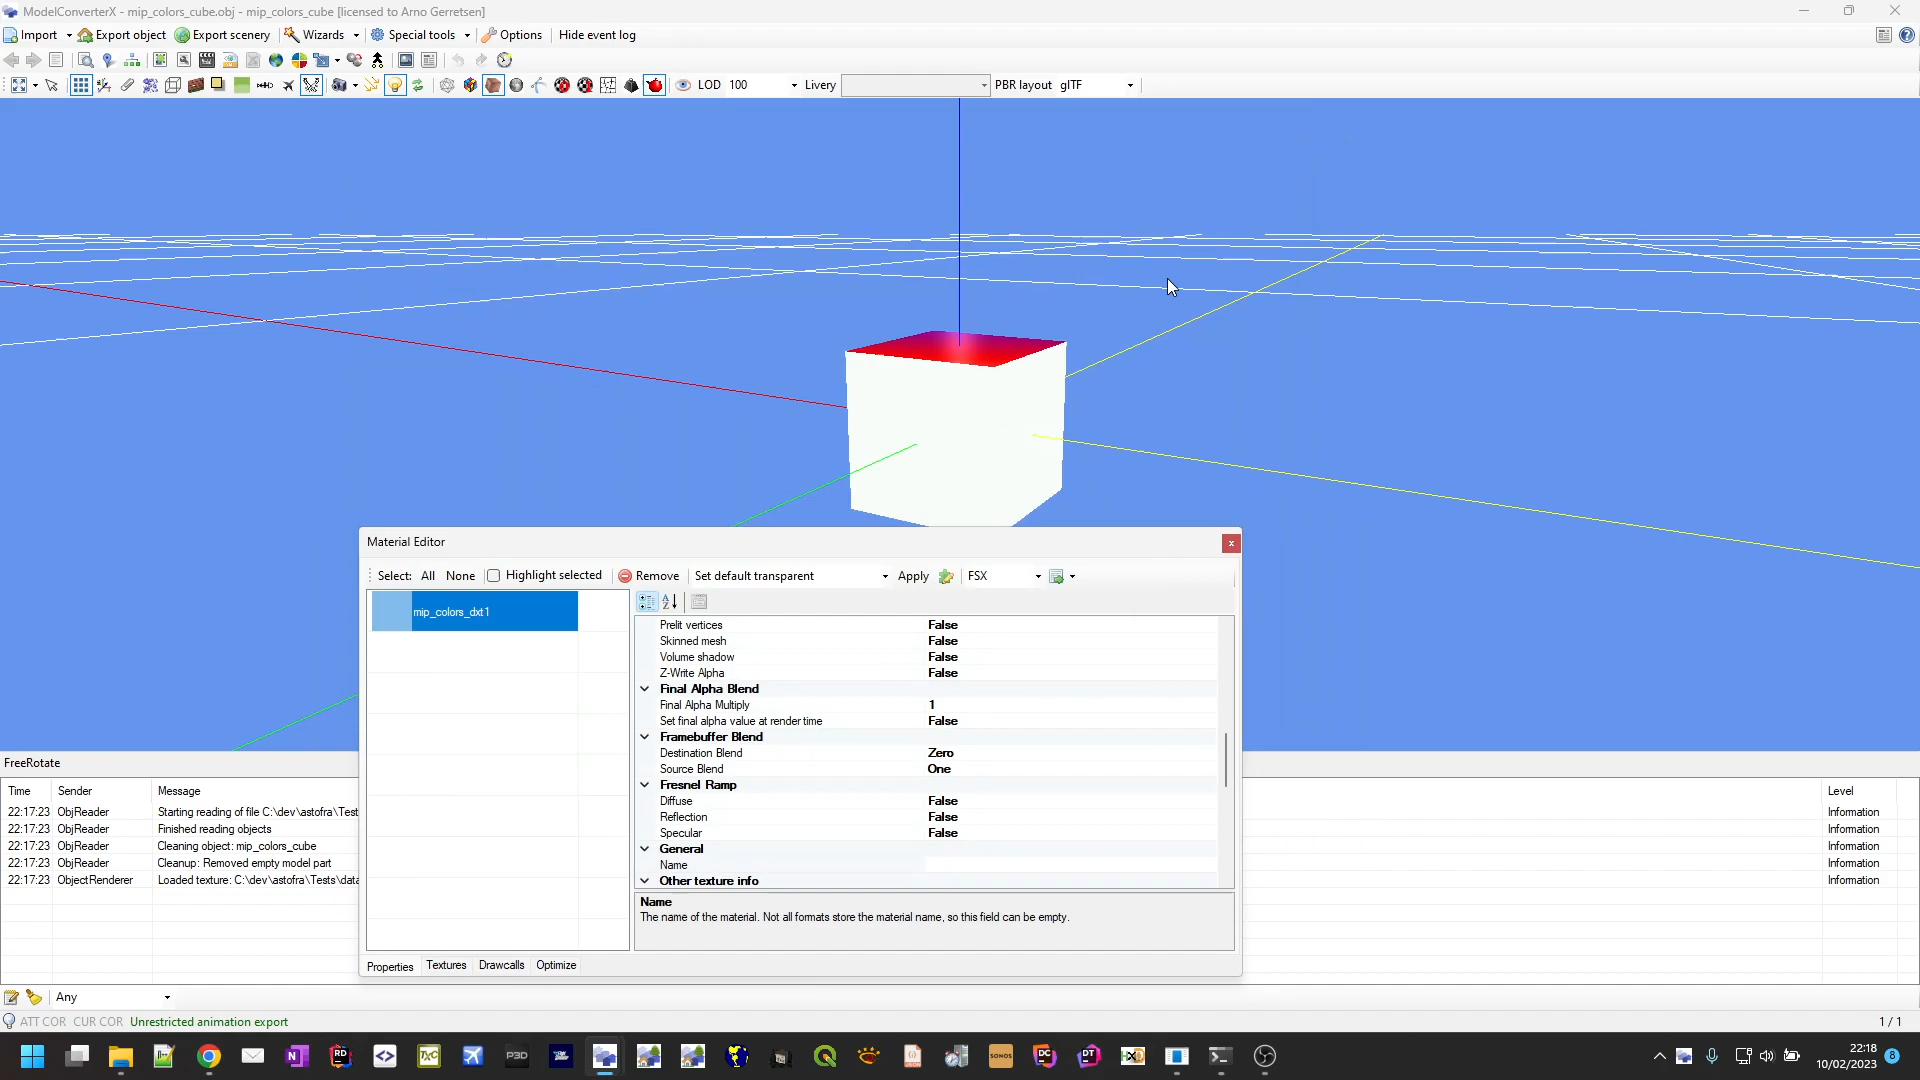 ModelConverterX - mip_colors_cube.obj - mip_colors_cube [licensed to Arno Gerretsen]
Import Export object Export scenery Wizards Special tools Options Hide event log
LOD 100 Livery PBR layout glTF
Material Editor
Select: All None Highlight selected Remove Set default transparent Apply FSX
mip_colors_dxt1
Prelit vertices False
Skinned mesh False
Volume shadow False
Z-Write Alpha False
Final Alpha Blend
Final Alpha Multiply 1
Set final alpha value at render time False
Framebuffer Blend
Destination Blend Zero
Source Blend One
Fresnel Ramp
Diffuse False
Reflection False
Specular False
General
Name
Other texture info
Name
The name of the material. Not all formats store the material name, so this field can be empty.
Properties Textures Drawcalls Optimize
FreeRotate
Time Sender Message Level
22:17:23 ObjReader Starting reading of file C:\dev\astofra\Test Information
22:17:23 ObjReader Finished reading objects Information
22:17:23 ObjReader Cleaning object: mip_colors_cube Information
22:17:23 ObjReader Cleanup: Removed empty model part Information
22:17:23 ObjectRenderer Loaded texture: C:\dev\astofra\Tests\data Information
Any
ATT COR CUR COR Unrestricted animation export 1 / 1
RD TXC P3D SONOS DC DT HXD
22:18
10/02/2023 8